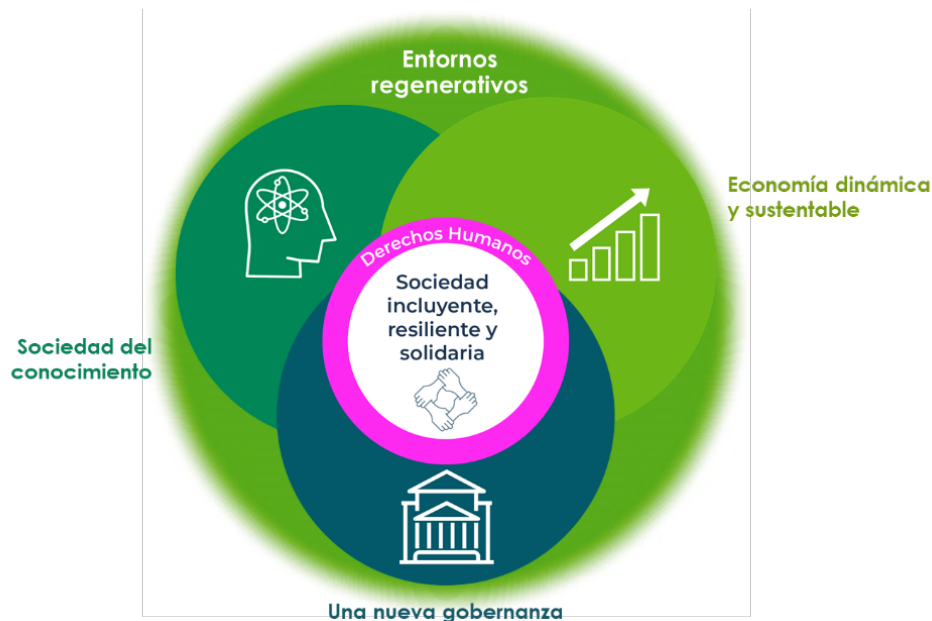 Entornos
regenerativos
Economía dinámica
y sustentable
Derechos Humanos
Sociedad
incluyente,
resiliente y
solidaria
Sociedad del
conocimiento
Una nueva gobernanza